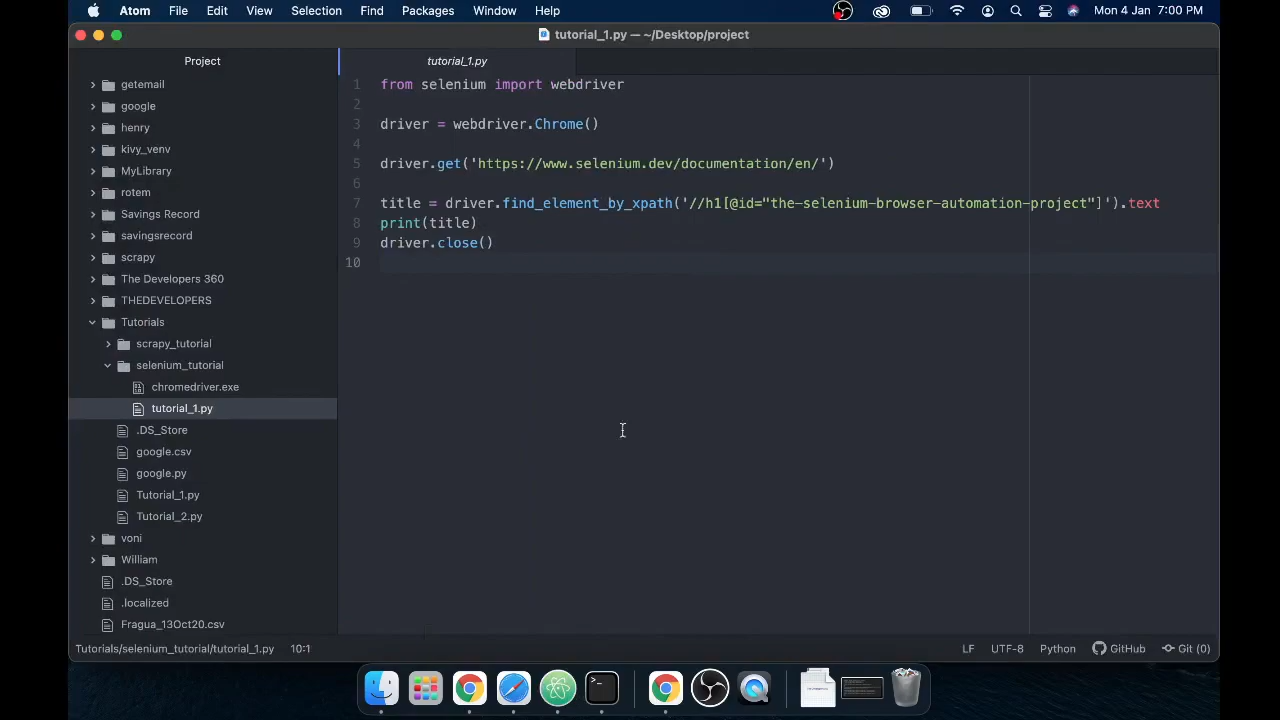 Atom File Edit View Selection Find Packages Window Help Mon 4 Jan 7:00 PM
tutorial_1.py — ~/Desktop/project
Project
tutorial_1.py
getemail
google
henry
kivy_venv
MyLibrary
rotem
Savings Record
savingsrecord
scrapy
The Developers 360
THEDEVELOPERS
Tutorials
scrapy_tutorial
selenium_tutorial
chromedriver.exe
tutorial_1.py
.DS_Store
google.csv
google.py
Tutorial_1.py
Tutorial_2.py
voni
William
.DS_Store
.localized
Fragua_13Oct20.csv
1 from selenium import webdriver
2
3 driver = webdriver.Chrome()
4
5 driver.get('https://www.selenium.dev/documentation/en/')
6
7 title = driver.find_element_by_xpath('//h1[@id="the-selenium-browser-automation-project"]').text
8 print(title)
9 driver.close()
10
Tutorials/selenium_tutorial/tutorial_1.py 10:1 LF UTF-8 Python GitHub Git (0)